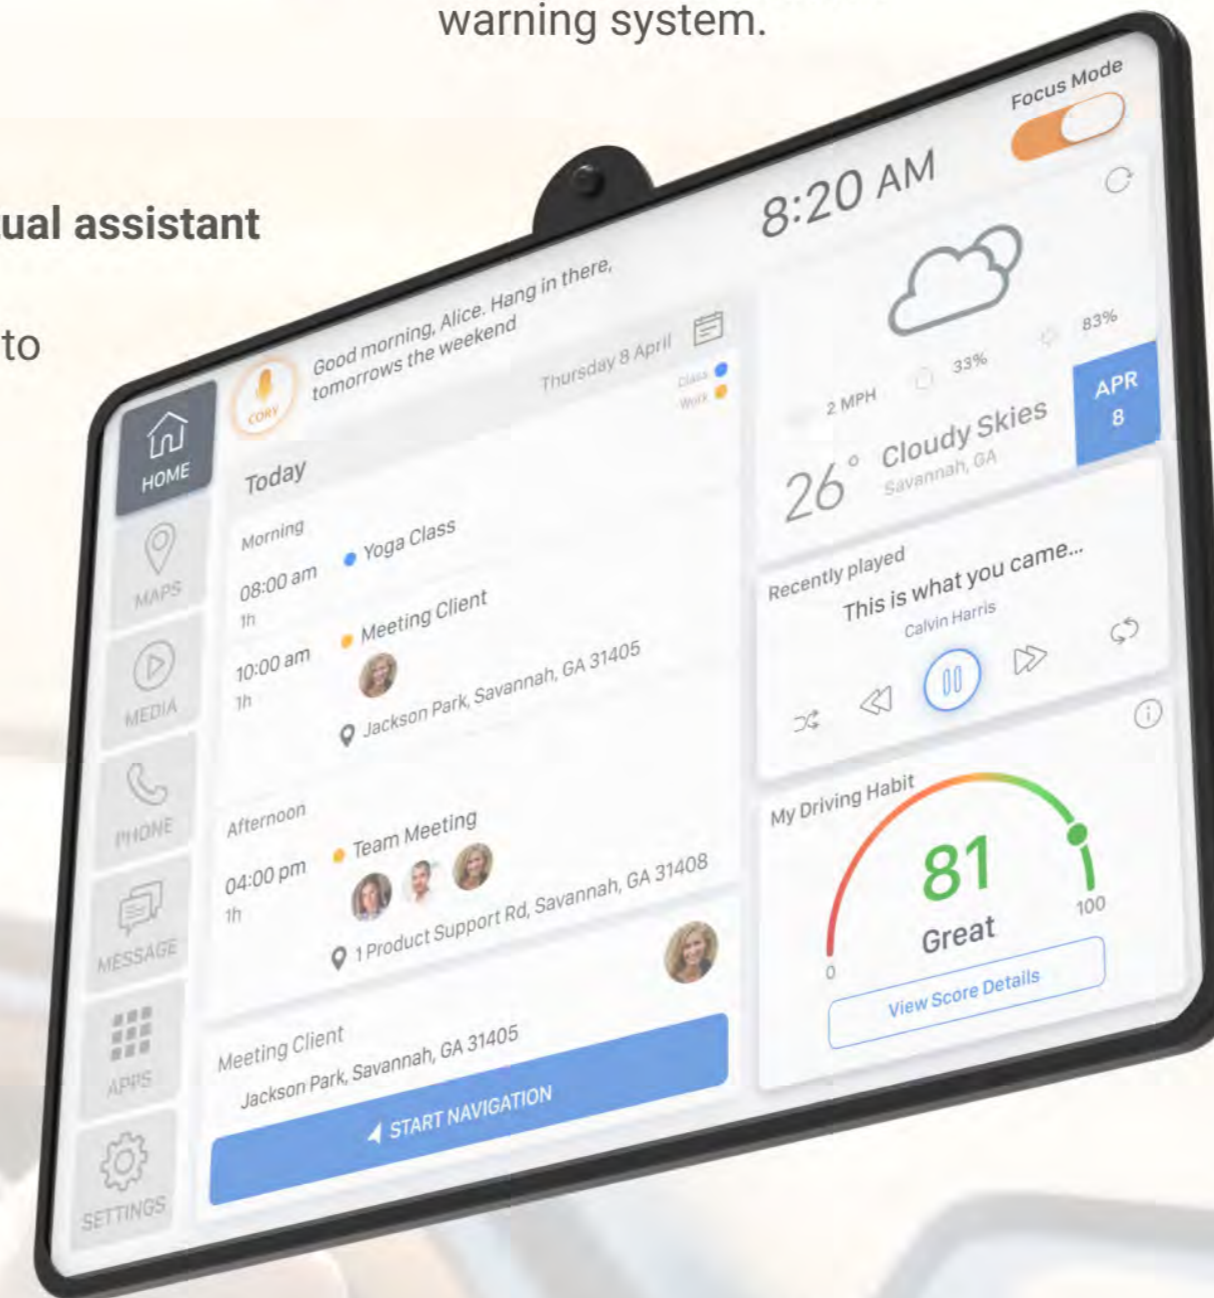 warning system.
tual assistant
to
Focus Mode
8:20 AM
CORY
Good morning, Alice. Hang in there,
tomorrows the weekend
Thursday 8 April
Class
Work
HOME
MAPS
MEDIA
PHONE
MESSAGE
APPS
SETTINGS
Today
Morning
08:00 am
1h
Yoga Class
10:00 am
1h
Meeting Client
Jackson Park, Savannah, GA 31405
Afternoon
04:00 pm
1h
Team Meeting
1 Product Support Rd, Savannah, GA 31408
Meeting Client
Jackson Park, Savannah, GA 31405
START NAVIGATION
2 MPH
33%
83%
26° Cloudy Skies
Savannah, GA
APR
8
Recently played
This is what you came...
Calvin Harris
My Driving Habit
81
Great
0
100
View Score Details